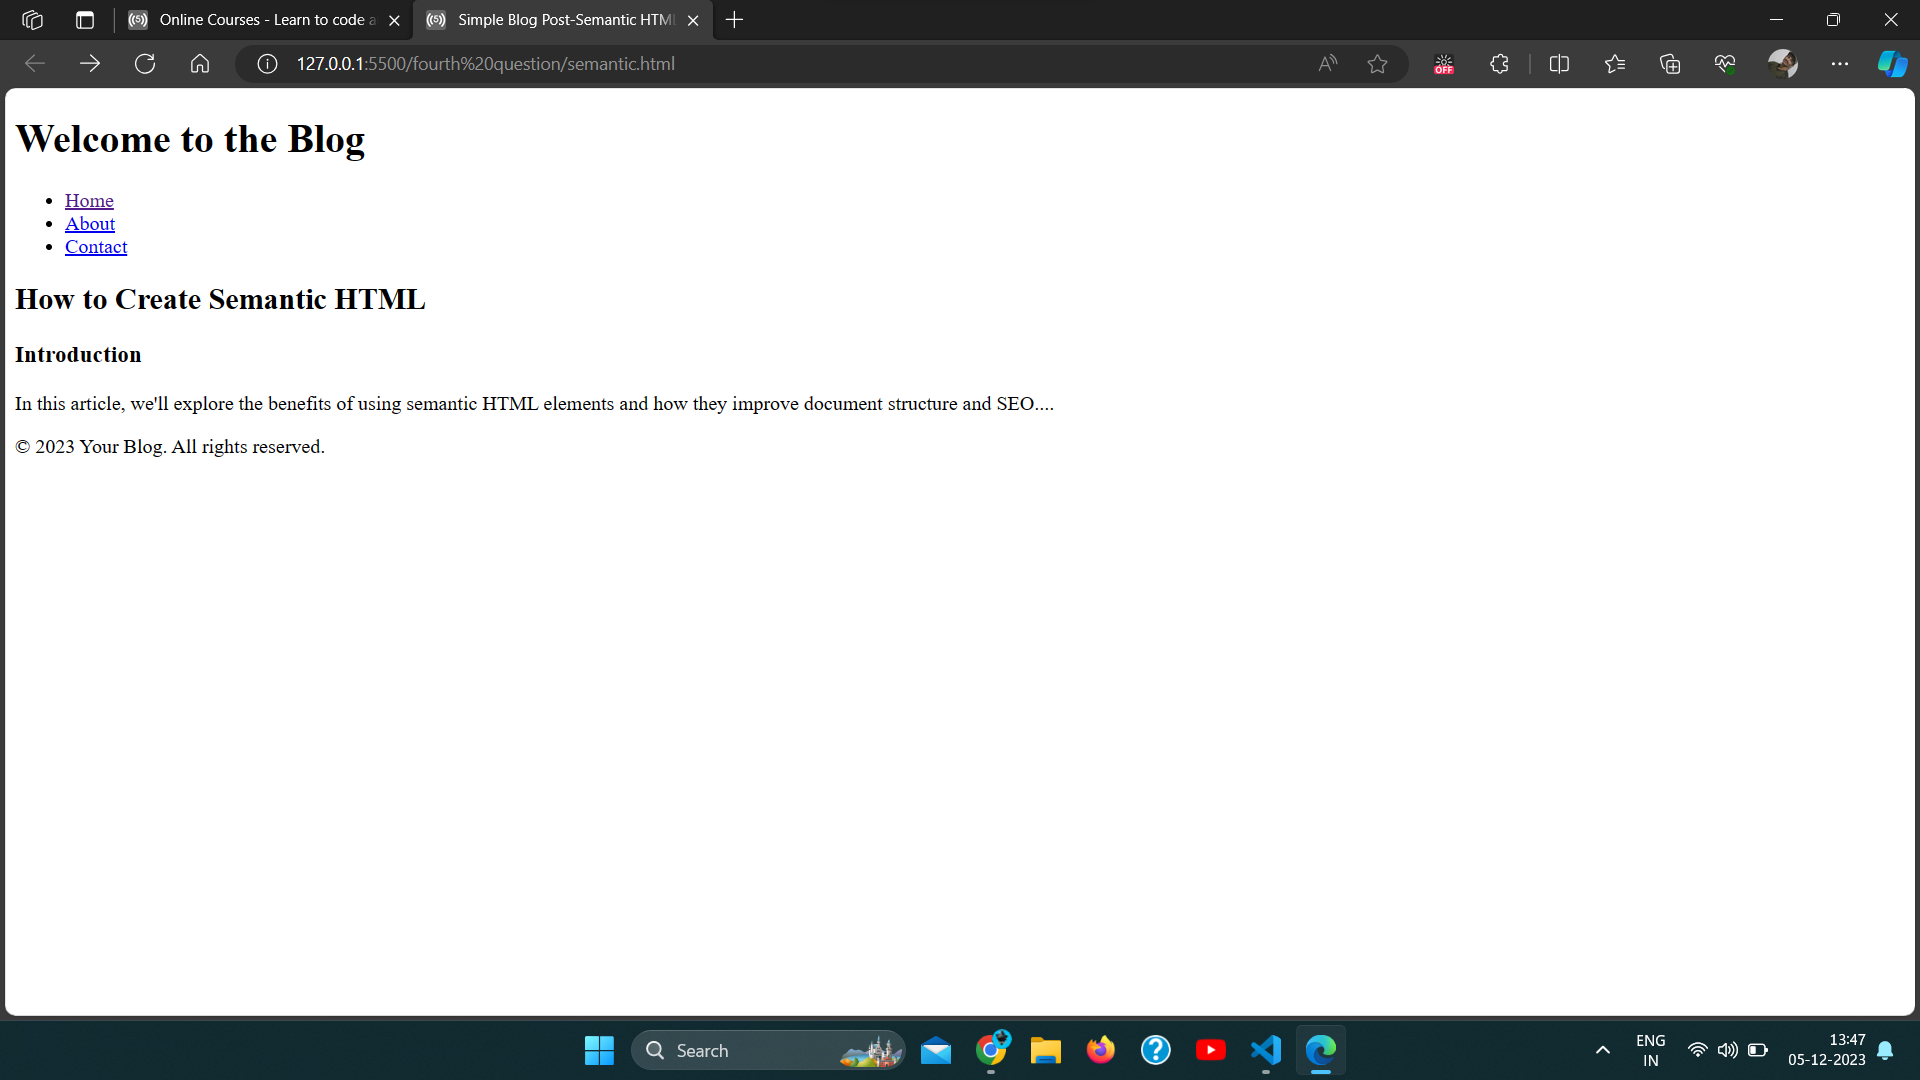 Online Courses - Learn to code a
Simple Blog Post-Semantic HTML
127.0.0.1:5500/fourth%20question/semantic.html
OFF
Welcome to the Blog
Home
About
Contact
How to Create Semantic HTML
Introduction
In this article, we'll explore the benefits of using semantic HTML elements and how they improve document structure and SEO....
© 2023 Your Blog. All rights reserved.
Search
ENG
IN
13:47
05-12-2023